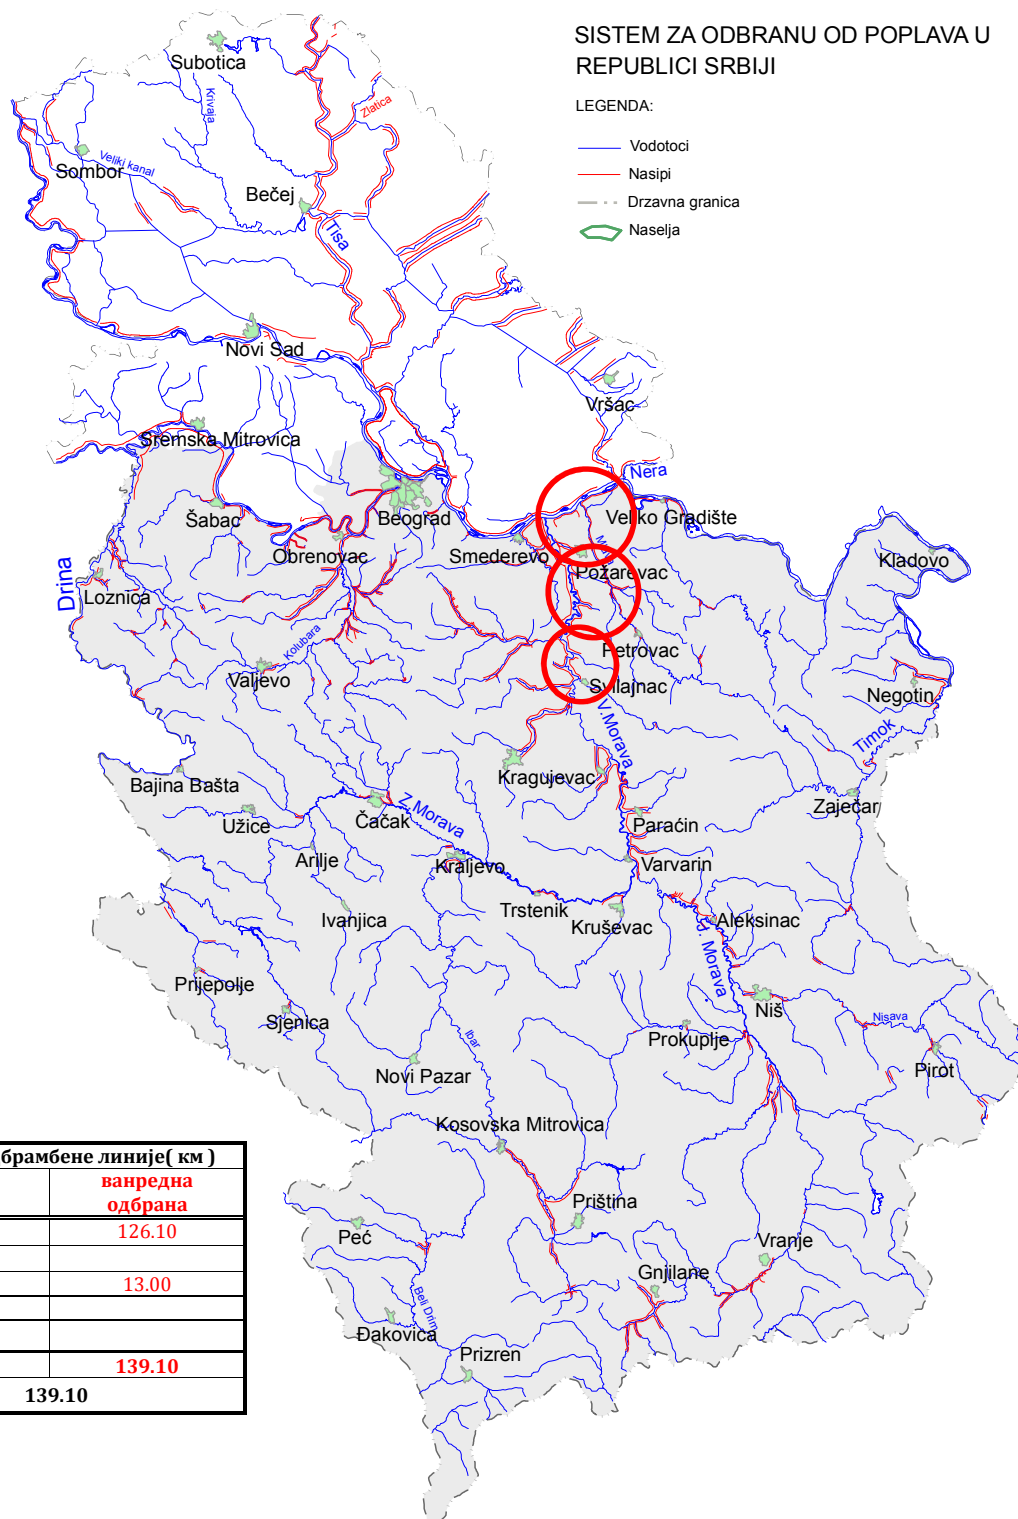 SISTEM ZA ODBRANU OD POPLAVA U
REPUBLICI SRBIJI
LEGENDA:
Vodotoci
Nasipi
Drzavna granica
Naselja
Subotica
Krivaja
Zlatica
Sombor
Veliki kanal
Bečej
Tisa
Novi Sad
Vršac
Sremska Mitrovica
Nera
Šabac
Beograd
Veliko Gradište
Obrenovac
Smederevo
Kladovo
Drina
Loznica
Požarevac
Kolubara
Petrovac
Valjevo
Svilajnac
Negotin
V.Morava
Timok
Bajina Bašta
Kragujevac
Zaječar
Užice
Čačak
Z.Morava
Paraćin
Arilje
Kraljevo
Varvarin
Ivanjica
Trstenik
Kruševac
Aleksinac
J. Morava
Prijepolje
Sjenica
Niš
Nisava
Ibar
Prokuplje
Novi Pazar
Pirot
Kosovska Mitrovica
Priština
Peć
Vranje
Gnjilane
Beli Drim
Đakovica
Prizren
брамбене линије( км )
ванредна
одбрана
126.10
13.00
139.10
139.10